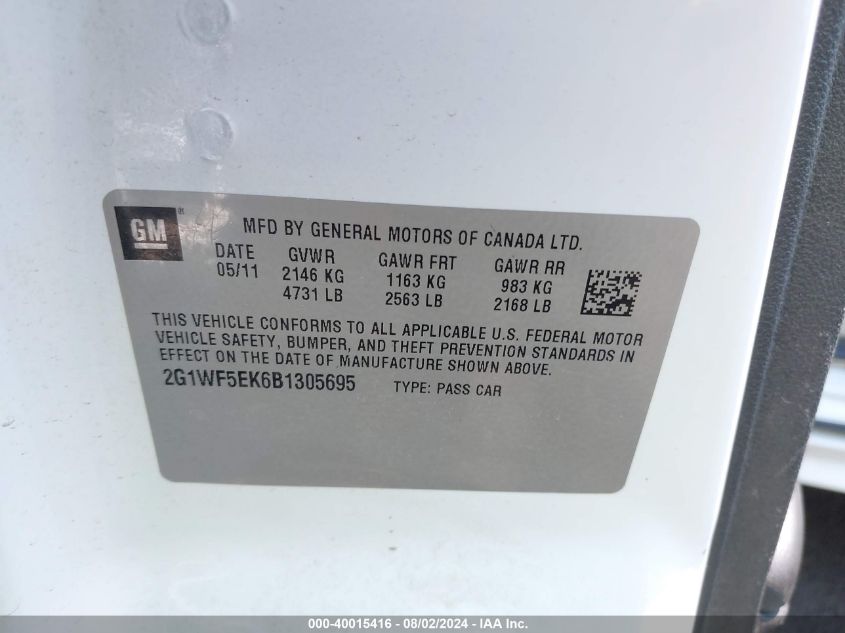 GM ®
MFD BY GENERAL MOTORS OF CANADA LTD.
DATE GVWR GAWR FRT GAWR RR
05/11 2146 KG 1163 KG 983 KG
4731 LB 2563 LB 2168 LB
THIS VEHICLE CONFORMS TO ALL APPLICABLE U.S. FEDERAL MOTOR
VEHICLE SAFETY, BUMPER, AND THEFT PREVENTION STANDARDS IN
EFFECT ON THE DATE OF MANUFACTURE SHOWN ABOVE.
2G1WF5EK6B1305695 TYPE: PASS CAR
000-40015416 - 08/02/2024 - IAA Inc.